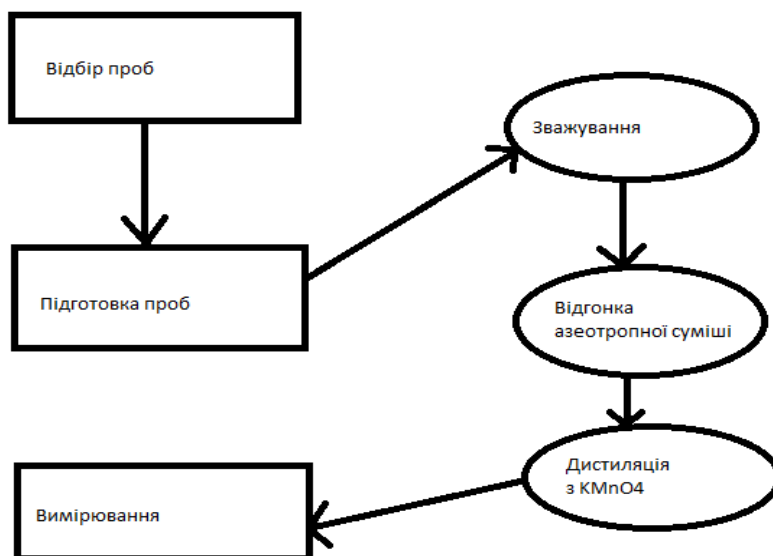 Відбір проб
Зважування
Підготовка проб
Відгонка
азеотропної суміші
Дистиляція
з KMnO4
Вимірювання